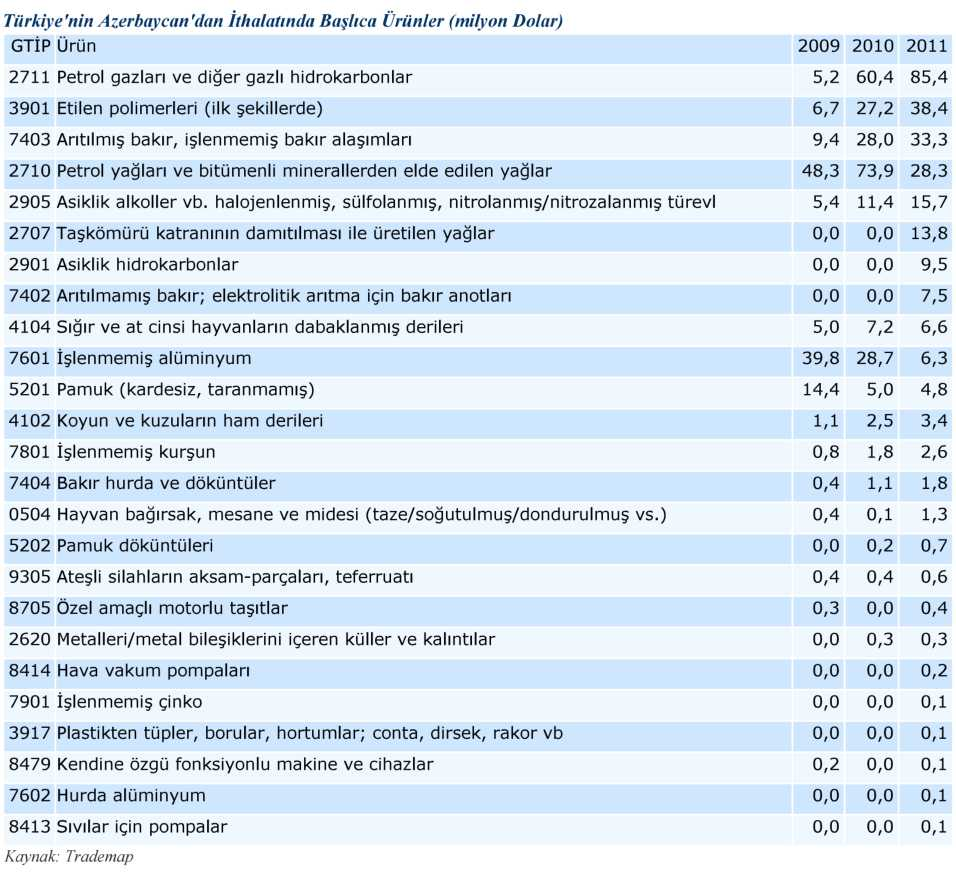 Türkiye'nin Azerbaycan'dan İthalatında Başlıca Ürünler (milyon Dolar)
GTİP Ürün 2009 2010 2011
2711 Petrol gazları ve diğer gazlı hidrokarbonlar 5,2 60,4 85,4
3901 Etilen polimerleri (ilk şekillerde) 6,7 27,2 38,4
7403 Arıtılmış bakır, işlenmemiş bakır alaşımları 9,4 28,0 33,3
2710 Petrol yağları ve bitümenli minerallerden elde edilen yağlar 48,3 73,9 28,3
2905 Asiklik alkoller vb. halojenlenmiş, sülfolanmış, nitrolanmış/nitrozalanmış türevl 5,4 11,4 15,7
2707 Taşkömürü katranının damıtılması ile üretilen yağlar 0,0 0,0 13,8
2901 Asiklik hidrokarbonlar 0,0 0,0 9,5
7402 Arıtılmamış bakır; elektrolitik arıtma için bakır anotları 0,0 0,0 7,5
4104 Sığır ve at cinsi hayvanların dabaklanmış derileri 5,0 7,2 6,6
7601 İşlenmemiş alüminyum 39,8 28,7 6,3
5201 Pamuk (kardesiz, taranmamış) 14,4 5,0 4,8
4102 Koyun ve kuzuların ham derileri 1,1 2,5 3,4
7801 İşlenmemiş kurşun 0,8 1,8 2,6
7404 Bakır hurda ve döküntüler 0,4 1,1 1,8
0504 Hayvan bağırsak, mesane ve midesi (taze/soğutulmuş/dondurulmuş vs.) 0,4 0,1 1,3
5202 Pamuk döküntüleri 0,0 0,2 0,7
9305 Ateşli silahların aksam-parçaları, teferruatı 0,4 0,4 0,6
8705 Özel amaçlı motorlu taşıtlar 0,3 0,0 0,4
2620 Metalleri/metal bileşiklerini içeren küller ve kalıntılar 0,0 0,3 0,3
8414 Hava vakum pompaları 0,0 0,0 0,2
7901 İşlenmemiş çinko 0,0 0,0 0,1
3917 Plastikten tüpler, borular, hortumlar; conta, dirsek, rakor vb 0,0 0,0 0,1
8479 Kendine özgü fonksiyonlu makine ve cihazlar 0,2 0,0 0,1
7602 Hurda alüminyum 0,0 0,0 0,1
8413 Sıvılar için pompalar 0,0 0,0 0,1
Kaynak: Trademap